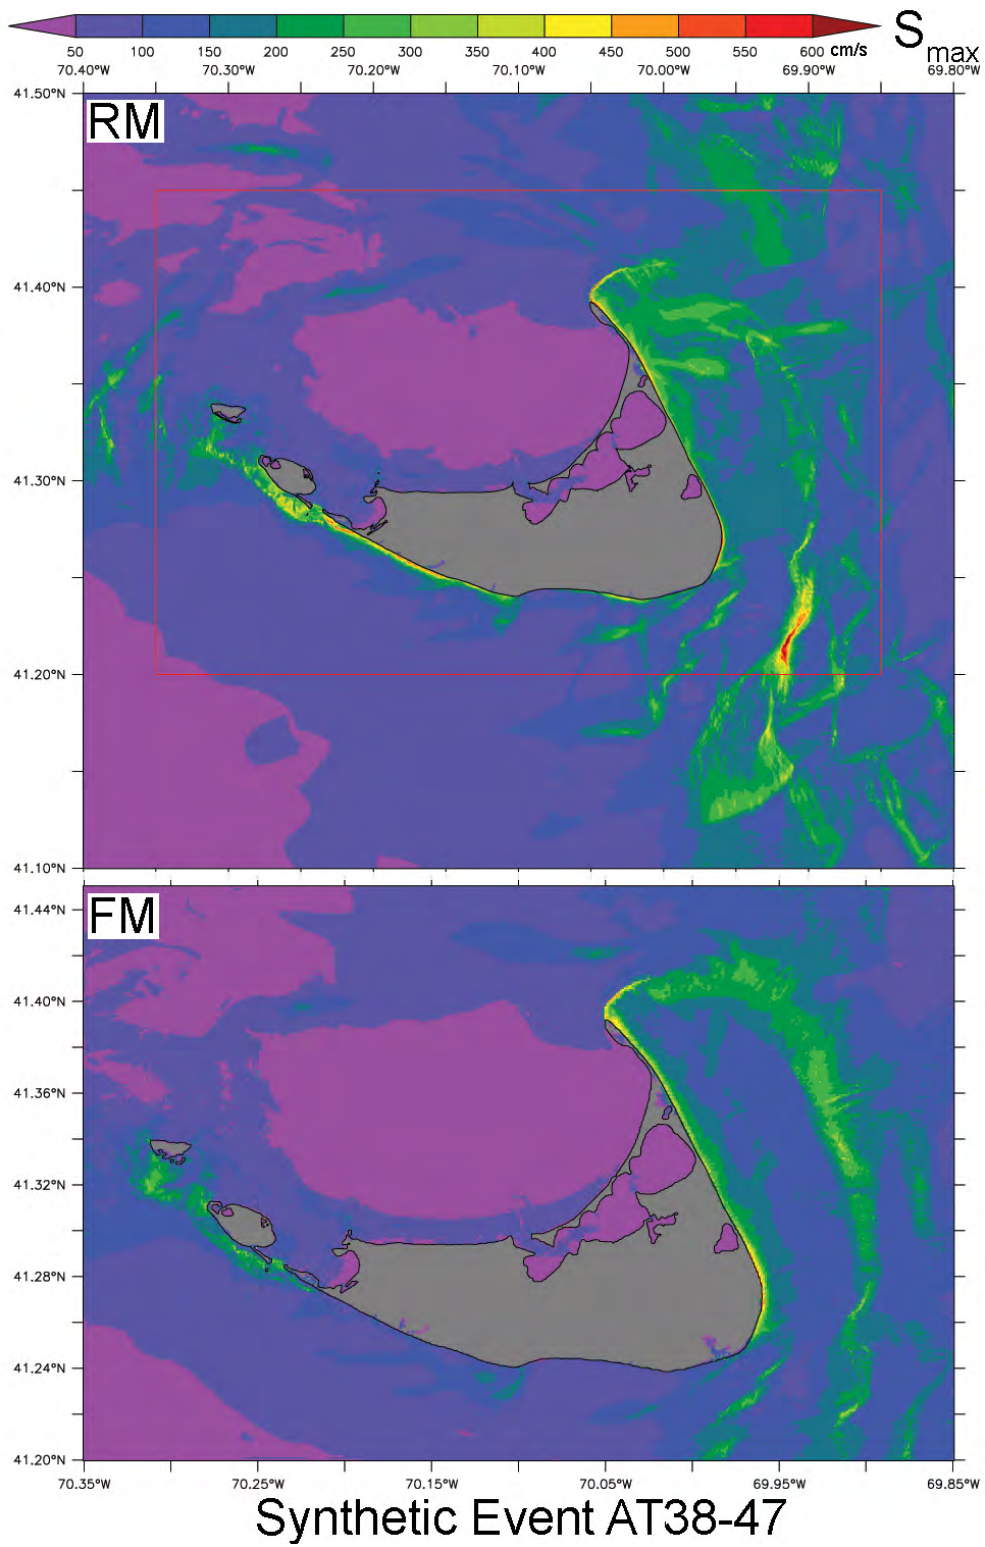 50 100 150 200 250 300 350 400 450 500 550 600 cm/s
Smax
70.40°W 70.30°W 70.20°W 70.10°W 70.00°W 69.90°W 69.80°W
41.50°N
RM
41.40°N
41.30°N
41.20°N
41.10°N
FM
41.44°N
41.40°N
41.36°N
41.32°N
41.28°N
41.24°N
41.20°N
70.35°W 70.25°W 70.15°W 70.05°W 69.95°W 69.85°W
Synthetic Event AT38-47